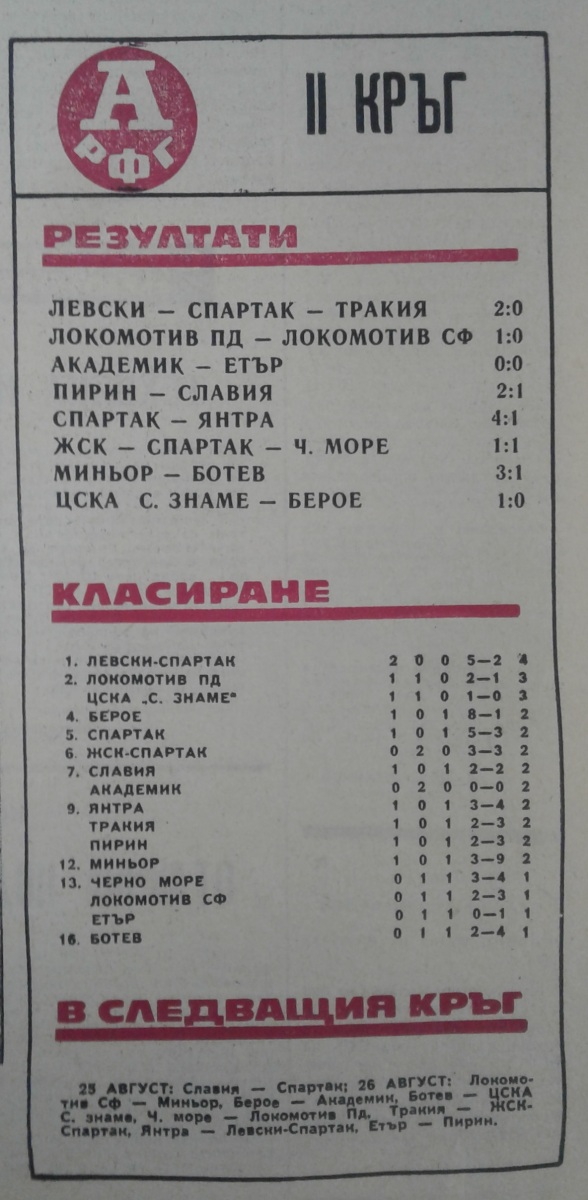 А
РФГ
II КРЪГ
РЕЗУЛТАТИ
ЛЕВСКИ — СПАРТАК — ТРАКИЯ 2:0
ЛОКОМОТИВ ПД — ЛОКОМОТИВ СФ 1:0
АКАДЕМИК — ЕТЪР 0:0
ПИРИН — СЛАВИЯ 2:1
СПАРТАК — ЯНТРА 4:1
ЖСК — СПАРТАК — Ч. МОРЕ 1:1
МИНЬОР — БОТЕВ 3:1
ЦСКА С. ЗНАМЕ — БЕРОЕ 1:0
КЛАСИРАНЕ
1. ЛЕВСКИ-СПАРТАК 2 0 0 5—2 4
2. ЛОКОМОТИВ ПД 1 1 0 2—1 3
ЦСКА „С. ЗНАМЕ“ 1 1 0 1—0 3
4. БЕРОЕ 1 0 1 8—1 2
5. СПАРТАК 1 0 1 5—3 2
6. ЖСК-СПАРТАК 0 2 0 3—3 2
7. СЛАВИЯ 1 0 1 2—2 2
АКАДЕМИК 0 2 0 0—0 2
9. ЯНТРА 1 0 1 3—4 2
ТРАКИЯ 1 0 1 2—3 2
ПИРИН 1 0 1 2—3 2
12. МИНЬОР 1 0 1 3—9 2
13. ЧЕРНО МОРЕ 0 1 1 3—4 1
ЛОКОМОТИВ СФ 0 1 1 2—3 1
ЕТЪР 0 1 1 0—1 1
16. БОТЕВ 0 1 1 2—4 1
В СЛЕДВАЩИЯ КРЪГ
25 АВГУСТ: Славия — Спартак; 26 АВГУСТ: Локомо-
тив Сф — Миньор, Берое — Академик, Ботев — ЦСКА
С. знаме, Ч. море — Локомотив Пд, Тракия — ЖСК-
Спартак, Янтра — Левски-Спартак, Етър — Пирин.